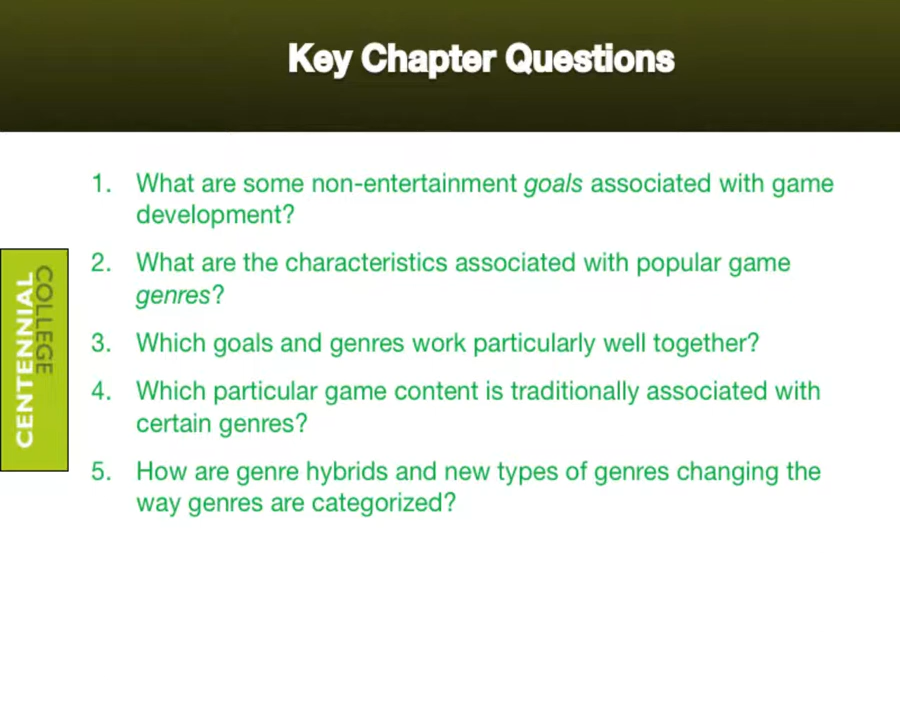 Key Chapter Questions
1. What are some non-entertainment goals associated with game
development?
2. What are the characteristics associated with popular game
genres?
3. Which goals and genres work particularly well together?
4. Which particular game content is traditionally associated with
certain genres?
5. How are genre hybrids and new types of genres changing the
way genres are categorized?
CENTENNIAL
COLLEGE